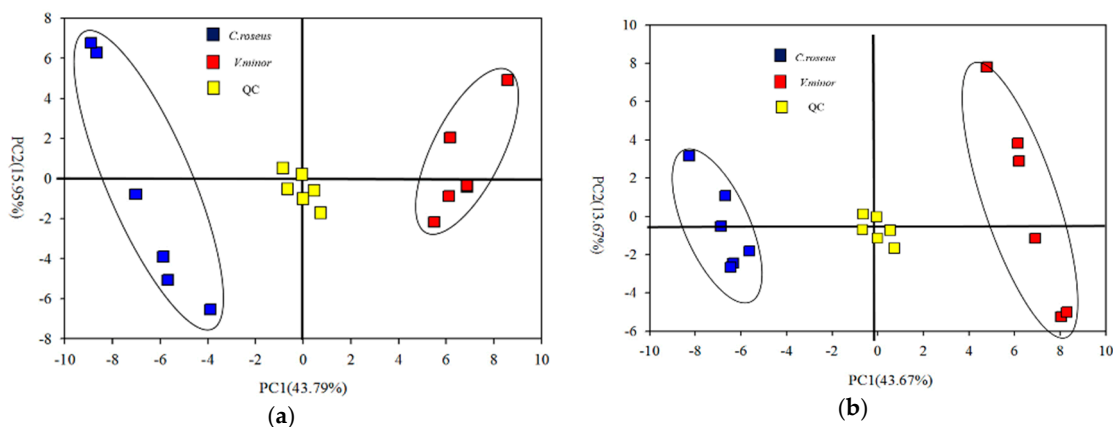 8
6
4
2
0
-2
-4
-6
-8
PC2(15.95%)
C.roseus
V.minor
QC
-10 -8 -6 -4 -2 0 2 4 6 8 10
PC1(43.79%)
(a)
10
8
6
4
2
0
-2
-4
-6
PC2(13.67%)
C.roseus
V.minor
QC
-10 -8 -6 -4 -2 0 2 4 6 8 10
PC1(43.67%)
(b)